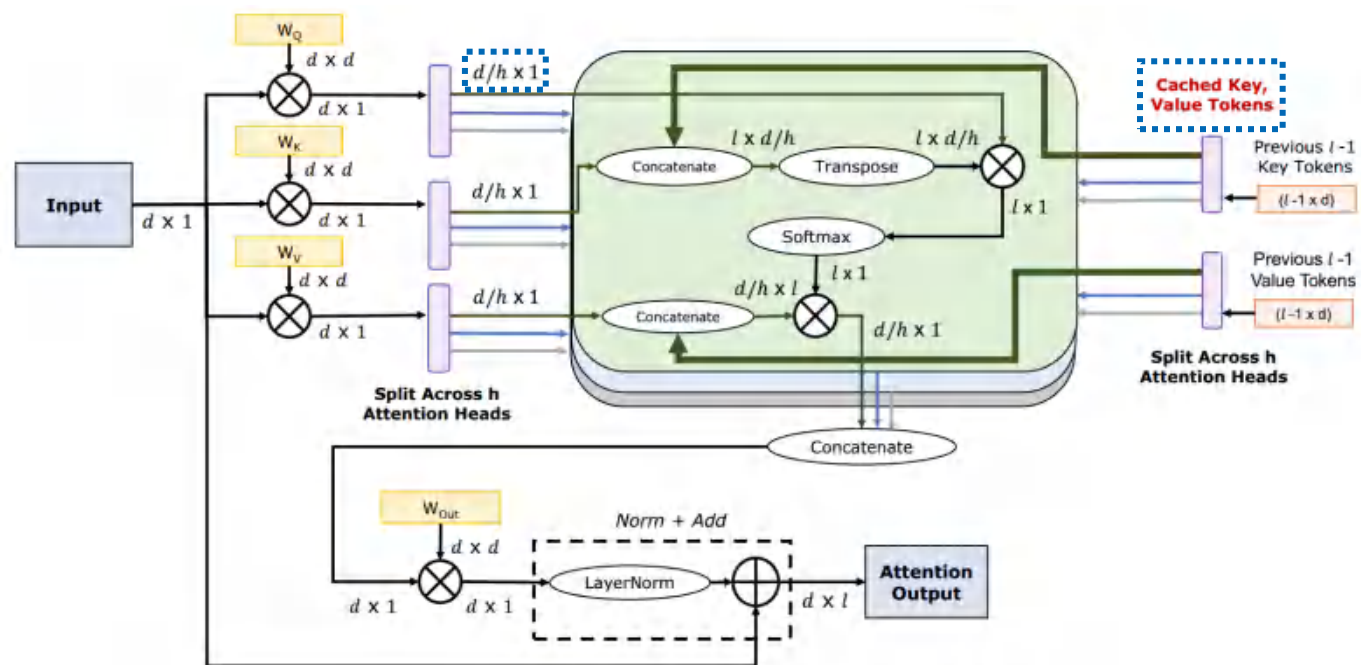 W_Q
d x d
d x 1
d/h x 1
Cached Key,
Value Tokens
W_K
d x d
d x 1
d/h x 1
Input
d x 1
W_V
d x d
d x 1
d/h x 1
Split Across h
Attention Heads
Concatenate
l x d/h
Transpose
l x d/h
l x 1
Softmax
l x 1
Concatenate
d/h x l
d/h x 1
Previous l -1
Key Tokens
(l -1 x d)
Previous l -1
Value Tokens
(l -1 x d)
Split Across h
Attention Heads
Concatenate
W_Out
d x d
d x 1
d x 1
Norm + Add
LayerNorm
d x l
Attention
Output